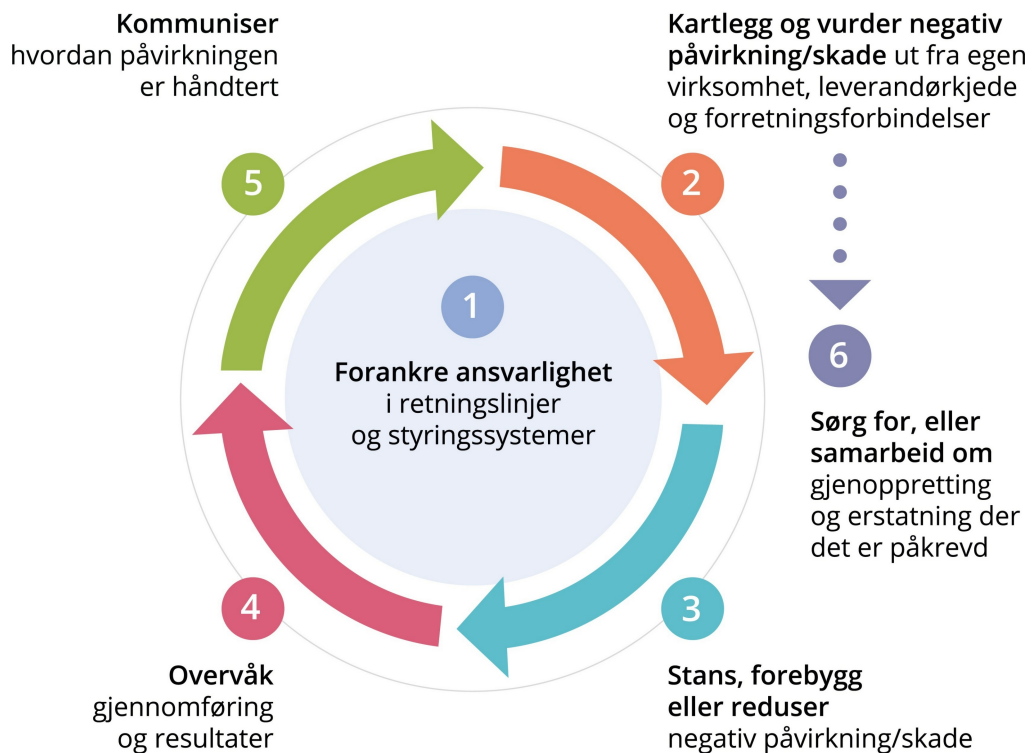 1
Forankre ansvarlighet
i retningslinjer
og styringssystemer
2
Kartlegg og vurder negativ
påvirkning/skade ut fra egen
virksomhet, leverandørkjede
og forretningsforbindelser
3
Stans, forebygg
eller reduser
negativ påvirkning/skade
4
Overvåk
gjennomføring
og resultater
5
Kommuniser
hvordan påvirkningen
er håndtert
6
Sørg for, eller
samarbeid om
gjenoppretting
og erstatning der
det er påkrevd